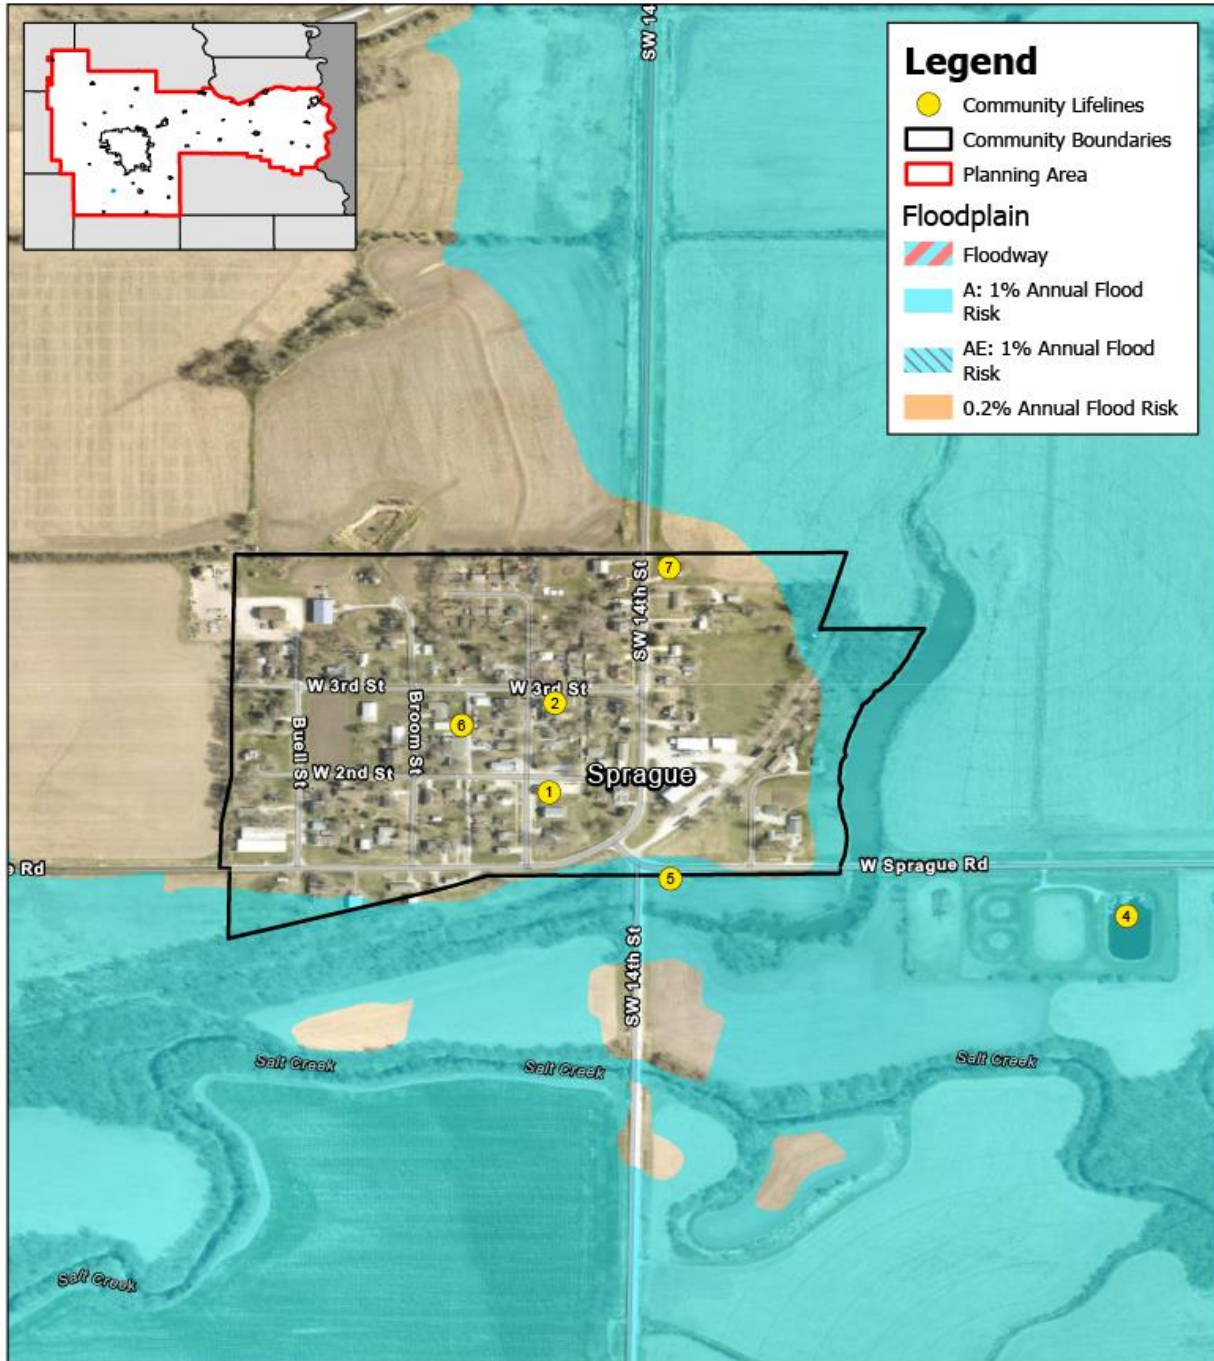 SW 14
Legend
Community Lifelines
Community Boundaries
Planning Area
Floodplain
Floodway
A: 1% Annual Flood
Risk
AE: 1% Annual Flood
Risk
0.2% Annual Flood Risk
7
SW 14th St
W 3rd St
W 3rd St
2
Buell St
Broom St
6
W 2nd St
Sprague
1
e Rd
W Sprague Rd
5
4
SW 14th St
Salt Creek
Salt Creek
Salt Creek
Salt Creek